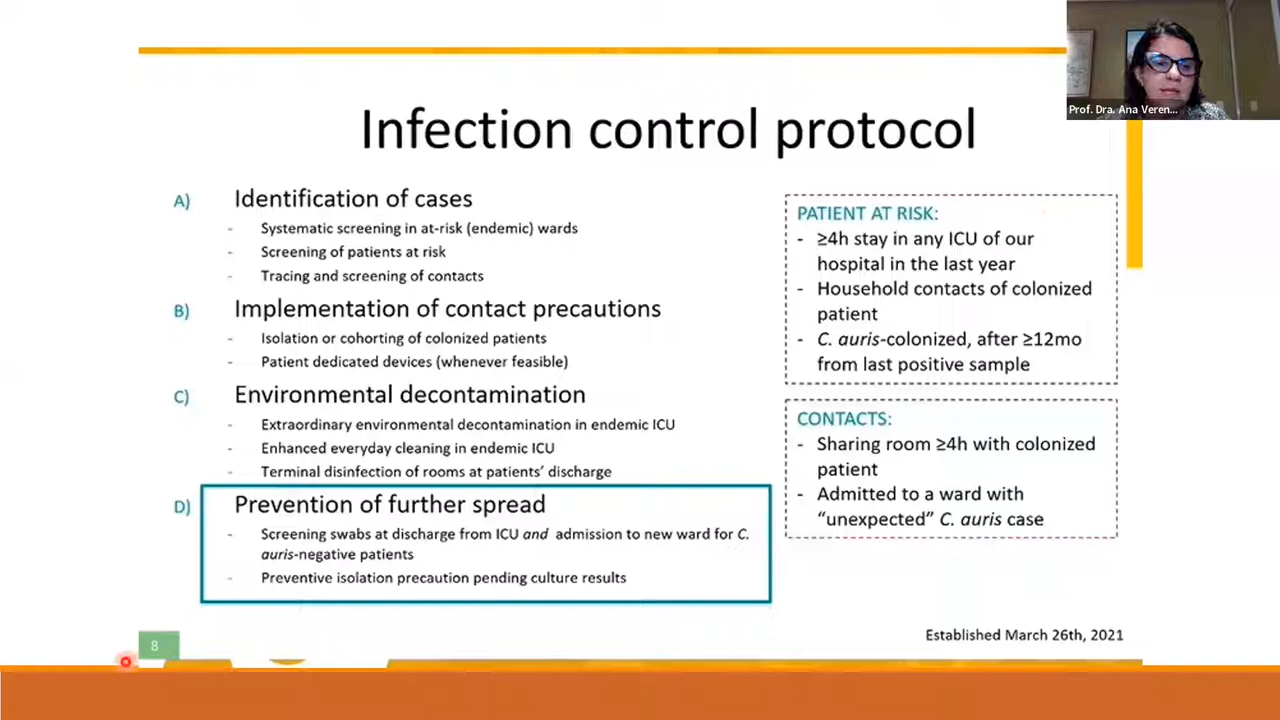 Prof. Dra. Ana Veren...
Infection control protocol
A) Identification of cases
- Systematic screening in at-risk (endemic) wards
- Screening of patients at risk
- Tracing and screening of contacts
B) Implementation of contact precautions
- Isolation or cohorting of colonized patients
- Patient dedicated devices (whenever feasible)
C) Environmental decontamination
- Extraordinary environmental decontamination in endemic ICU
- Enhanced everyday cleaning in endemic ICU
- Terminal disinfection of rooms at patients’ discharge
D) Prevention of further spread
- Screening swabs at discharge from ICU and admission to new ward for C.
auris-negative patients
- Preventive isolation precaution pending culture results
PATIENT AT RISK:
- ≥4h stay in any ICU of our
hospital in the last year
- Household contacts of colonized
patient
- C. auris-colonized, after ≥12mo
from last positive sample
CONTACTS:
- Sharing room ≥4h with colonized
patient
- Admitted to a ward with
“unexpected” C. auris case
Established March 26th, 2021
8